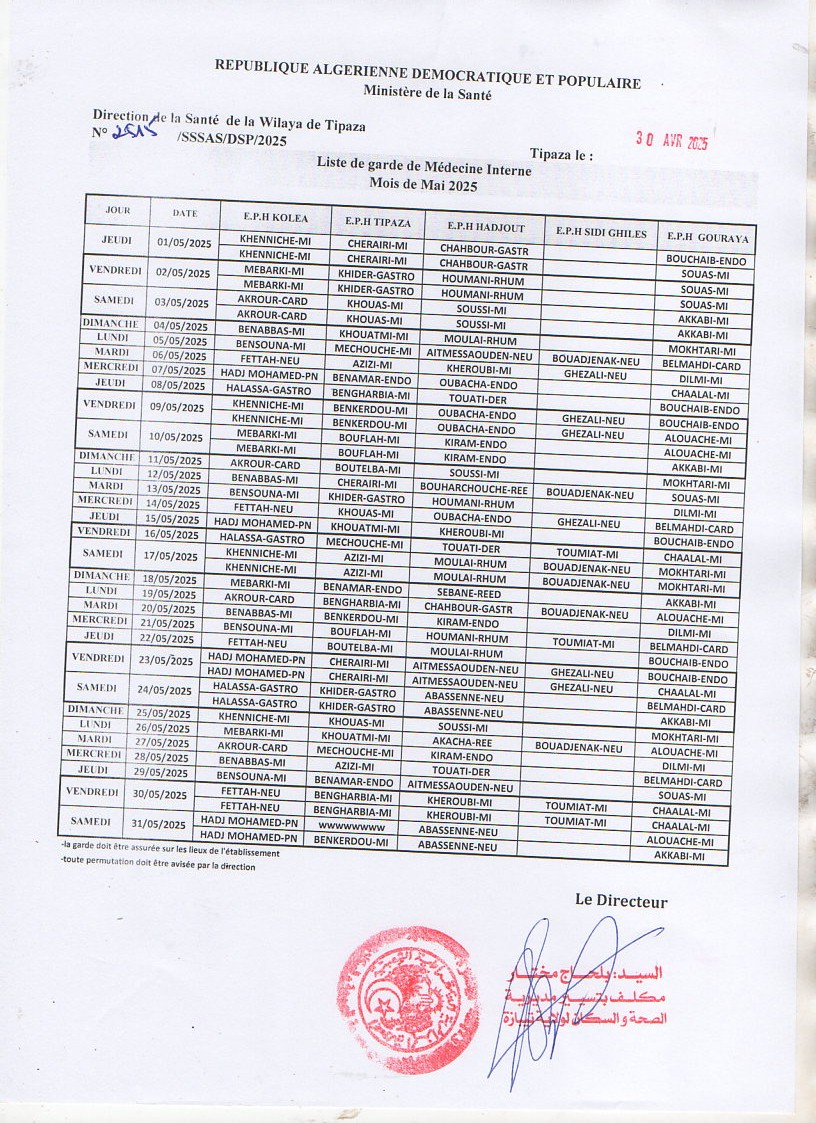 REPUBLIQUE ALGERIENNE DEMOCRATIQUE ET POPULAIRE
Ministère de la Santé
Direction de la Santé de la Wilaya de Tipaza
N° 2515 /SSSAS/DSP/2025
Tipaza le : 30 AVR 2025
Liste de garde de Médecine Interne
Mois de Mai 2025
JOUR DATE E.P.H KOLEA E.P.H TIPAZA E.P.H HADJOUT E.P.H SIDI GHILES E.P.H GOURAYA
JEUDI 01/05/2025 KHENNICHE-MI CHERAIRI-MI CHAHBOUR-GASTR BOUCHAIB-ENDO
KHENNICHE-MI CHERAIRI-MI CHAHBOUR-GASTR SOUAS-MI
VENDREDI 02/05/2025 MEBARKI-MI KHIDER-GASTRO HOUMANI-RHUM SOUAS-MI
MEBARKI-MI KHIDER-GASTRO HOUMANI-RHUM SOUAS-MI
SAMEDI 03/05/2025 AKROUR-CARD KHOUAS-MI SOUSSI-MI AKKABI-MI
AKROUR-CARD KHOUAS-MI SOUSSI-MI AKKABI-MI
DIMANCHE 04/05/2025 BENABBAS-MI KHOUATMI-MI MOULAI-RHUM MOKHTARI-MI
LUNDI 05/05/2025 BENSOUNA-MI MECHOUCHE-MI AITMESSAOUDEN-NEU BOUADJENAK-NEU BELMAHDI-CARD
MARDI 06/05/2025 FETTAH-NEU AZIZI-MI KHEROUBI-MI GHEZALI-NEU DILMI-MI
MERCREDI 07/05/2025 HADJ MOHAMED-PN BENAMAR-ENDO OUBACHA-ENDO CHAALAL-MI
JEUDI 08/05/2025 HALASSA-GASTRO BENGHARBIA-MI TOUATI-DER BOUCHAIB-ENDO
VENDREDI 09/05/2025 KHENNICHE-MI BENKERDOU-MI OUBACHA-ENDO GHEZALI-NEU BOUCHAIB-ENDO
KHENNICHE-MI BENKERDOU-MI OUBACHA-ENDO GHEZALI-NEU ALOUACHE-MI
SAMEDI 10/05/2025 MEBARKI-MI BOUFLAH-MI KIRAM-ENDO ALOUACHE-MI
MEBARKI-MI BOUFLAH-MI KIRAM-ENDO AKKABI-MI
DIMANCHE 11/05/2025 AKROUR-CARD BOUTELBA-MI SOUSSI-MI MOKHTARI-MI
LUNDI 12/05/2025 BENABBAS-MI CHERAIRI-MI BOUHARCHOUCHE-REE BOUADJENAK-NEU SOUAS-MI
MARDI 13/05/2025 BENSOUNA-MI KHIDER-GASTRO HOUMANI-RHUM DILMI-MI
MERCREDI 14/05/2025 FETTAH-NEU KHOUAS-MI OUBACHA-ENDO GHEZALI-NEU BELMAHDI-CARD
JEUDI 15/05/2025 HADJ MOHAMED-PN KHOUATMI-MI KHEROUBI-MI BOUCHAIB-ENDO
VENDREDI 16/05/2025 HALASSA-GASTRO MECHOUCHE-MI TOUATI-DER TOUMIAT-MI CHAALAL-MI
SAMEDI 17/05/2025 KHENNICHE-MI AZIZI-MI MOULAI-RHUM BOUADJENAK-NEU MOKHTARI-MI
KHENNICHE-MI AZIZI-MI MOULAI-RHUM BOUADJENAK-NEU MOKHTARI-MI
DIMANCHE 18/05/2025 MEBARKI-MI BENAMAR-ENDO SEBANE-REED AKKABI-MI
LUNDI 19/05/2025 AKROUR-CARD BENGHARBIA-MI CHAHBOUR-GASTR BOUADJENAK-NEU ALOUACHE-MI
MARDI 20/05/2025 BENABBAS-MI BENKERDOU-MI KIRAM-ENDO DILMI-MI
MERCREDI 21/05/2025 BENSOUNA-MI BOUFLAH-MI HOUMANI-RHUM TOUMIAT-MI BELMAHDI-CARD
JEUDI 22/05/2025 FETTAH-NEU BOUTELBA-MI MOULAI-RHUM BOUCHAIB-ENDO
VENDREDI 23/05/2025 HADJ MOHAMED-PN CHERAIRI-MI AITMESSAOUDEN-NEU GHEZALI-NEU BOUCHAIB-ENDO
HADJ MOHAMED-PN CHERAIRI-MI AITMESSAOUDEN-NEU GHEZALI-NEU CHAALAL-MI
SAMEDI 24/05/2025 HALASSA-GASTRO KHIDER-GASTRO ABASSENNE-NEU BELMAHDI-CARD
HALASSA-GASTRO KHIDER-GASTRO ABASSENNE-NEU AKKABI-MI
DIMANCHE 25/05/2025 KHENNICHE-MI KHOUAS-MI SOUSSI-MI MOKHTARI-MI
LUNDI 26/05/2025 MEBARKI-MI KHOUATMI-MI AKACHA-REE BOUADJENAK-NEU ALOUACHE-MI
MARDI 27/05/2025 AKROUR-CARD MECHOUCHE-MI KIRAM-ENDO DILMI-MI
MERCREDI 28/05/2025 BENABBAS-MI AZIZI-MI TOUATI-DER BELMAHDI-CARD
JEUDI 29/05/2025 BENSOUNA-MI BENAMAR-ENDO AITMESSAOUDEN-NEU SOUAS-MI
VENDREDI 30/05/2025 FETTAH-NEU BENGHARBIA-MI KHEROUBI-MI TOUMIAT-MI CHAALAL-MI
FETTAH-NEU BENGHARBIA-MI KHEROUBI-MI TOUMIAT-MI CHAALAL-MI
SAMEDI 31/05/2025 HADJ MOHAMED-PN wwwwwwwww ABASSENNE-NEU ALOUACHE-MI
HADJ MOHAMED-PN BENKERDOU-MI ABASSENNE-NEU AKKABI-MI
-la garde doit être assurée sur les lieux de l'établissement
-toute permutation doit être avisée par la direction
Le Directeur
السيد: بلحاج مختار
مكلف بتسيير مديرية
الصحة والسكان لولاية تيبازة